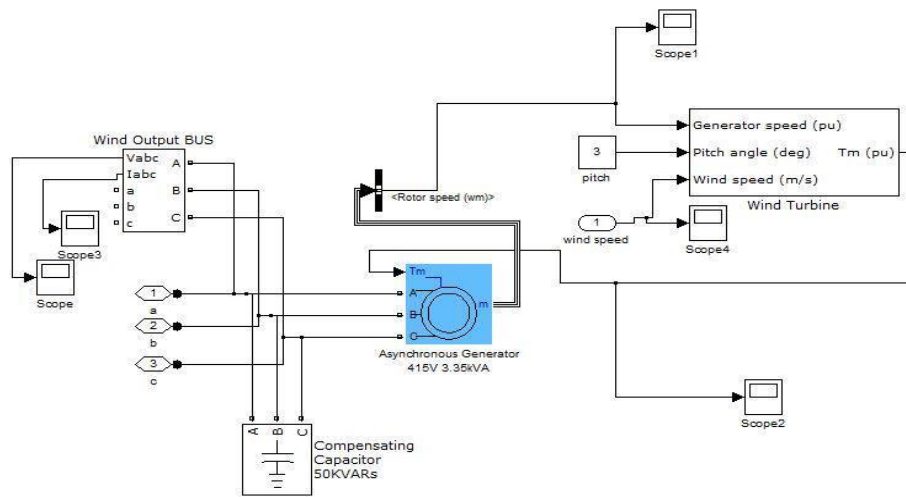 Scope1
Wind Output BUS
Vabc
Iabc
a
b
c
A
B
C
Scope3
Scope
<Rotor speed (wm)>
3
pitch
Generator speed (pu)
Pitch angle (deg)
Wind speed (m/s)
Tm (pu)
Wind Turbine
1
wind speed
Scope4
1
a
2
b
3
c
Tm
A
B
C
m
Asynchronous Generator
415V 3.35kVA
Scope2
A
B
C
Compensating
Capacitor
50KVARs